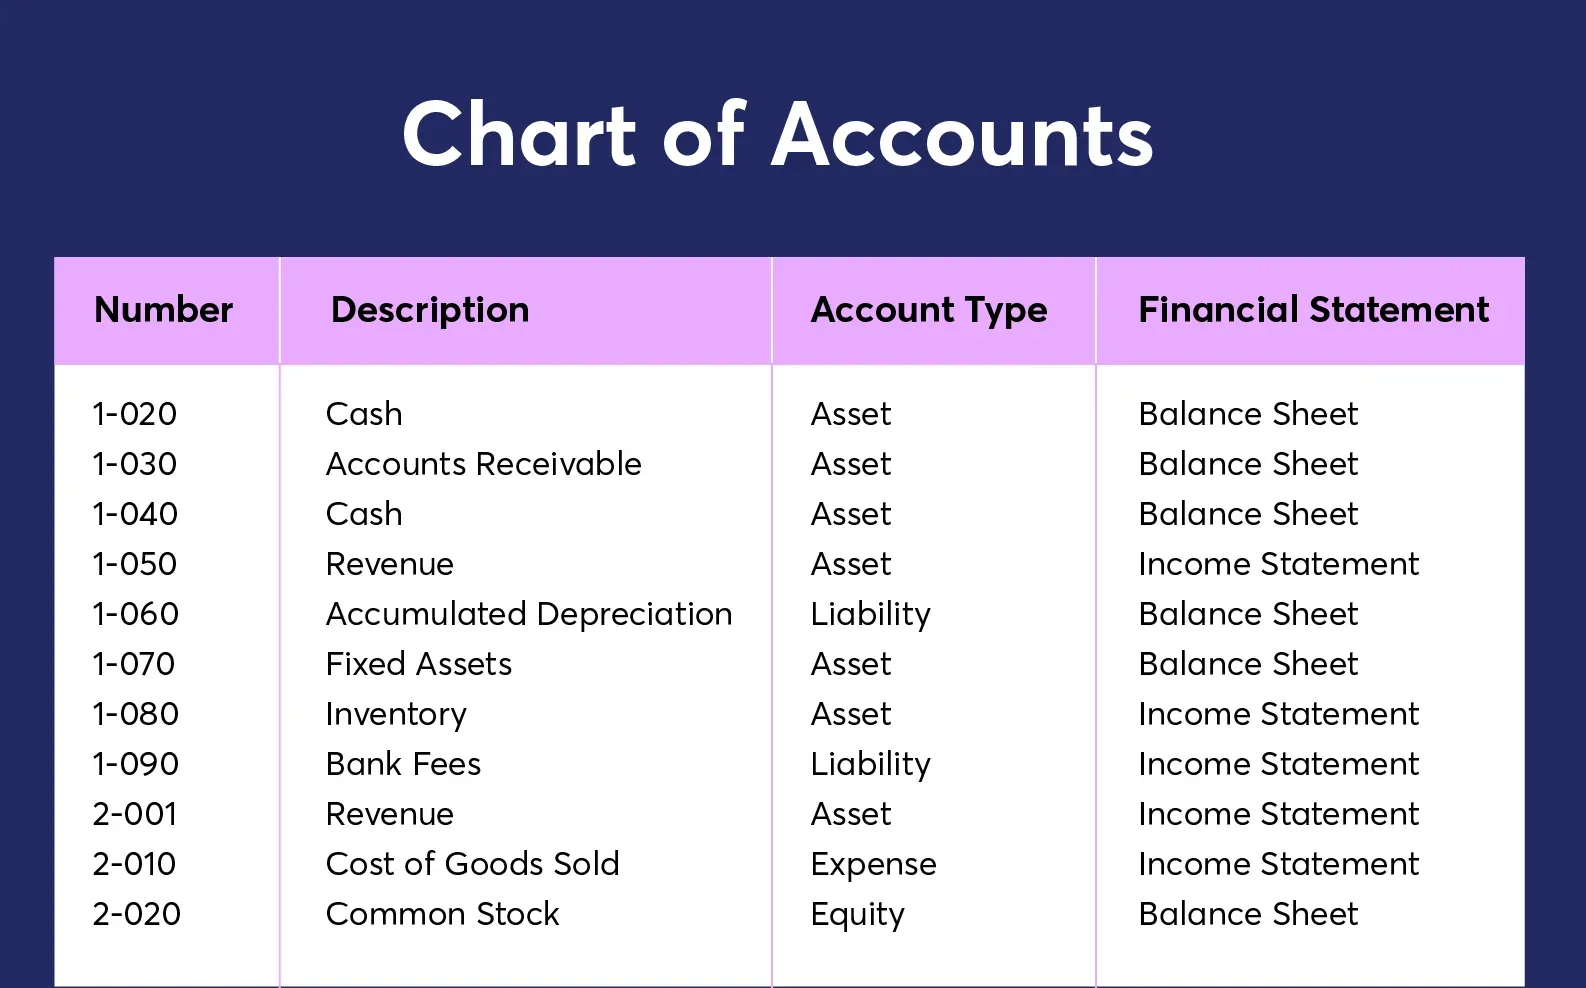 Chart of Accounts
Number Description Account Type Financial Statement
1-020 Cash Asset Balance Sheet
1-030 Accounts Receivable Asset Balance Sheet
1-040 Cash Asset Balance Sheet
1-050 Revenue Asset Income Statement
1-060 Accumulated Depreciation Liability Balance Sheet
1-070 Fixed Assets Asset Balance Sheet
1-080 Inventory Asset Income Statement
1-090 Bank Fees Liability Income Statement
2-001 Revenue Asset Income Statement
2-010 Cost of Goods Sold Expense Income Statement
2-020 Common Stock Equity Balance Sheet